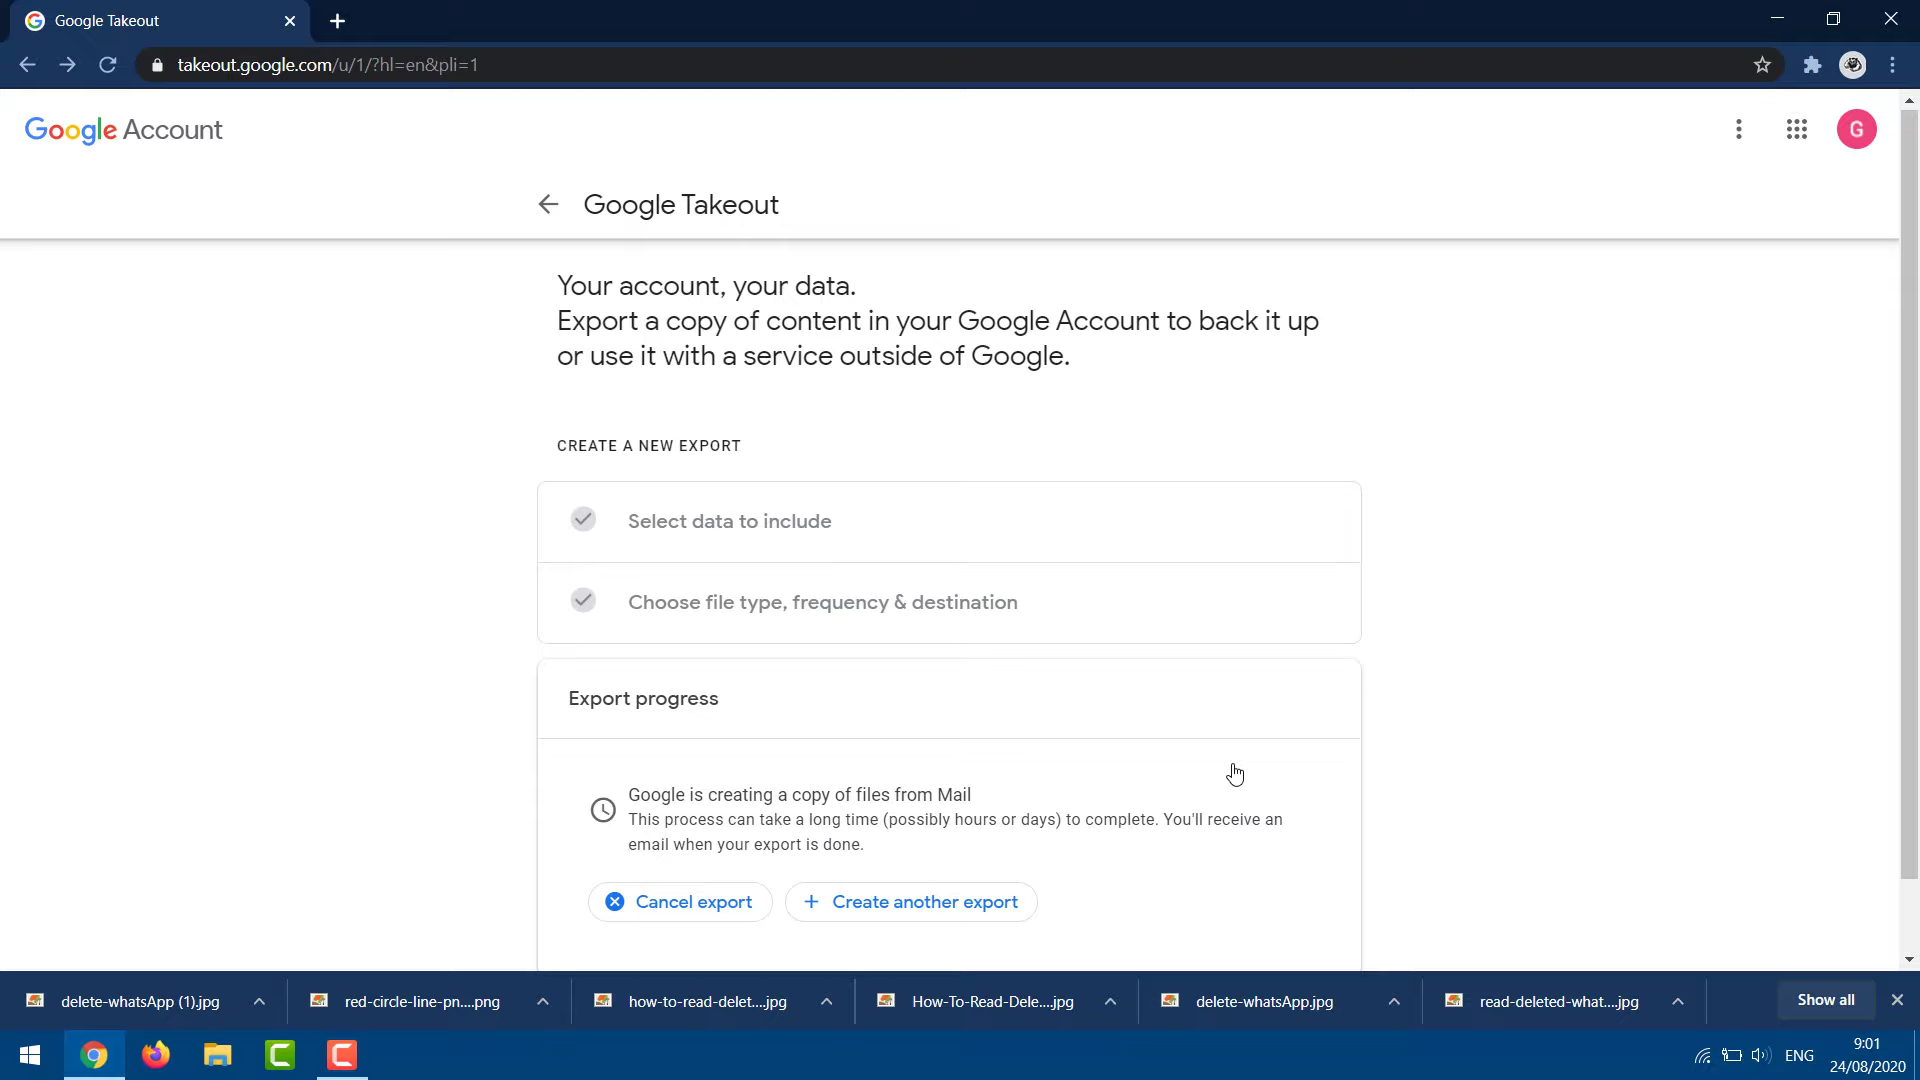 Google Takeout
takeout.google.com/u/1/?hl=en&pli=1
Google Account
G
Google Takeout
Your account, your data.
Export a copy of content in your Google Account to back it up
or use it with a service outside of Google.
CREATE A NEW EXPORT
Select data to include
Choose file type, frequency & destination
Export progress
Google is creating a copy of files from Mail
This process can take a long time (possibly hours or days) to complete. You'll receive an
email when your export is done.
Cancel export
Create another export
delete-whatsApp (1).jpg
red-circle-line-pn....png
how-to-read-delet....jpg
How-To-Read-Dele....jpg
delete-whatsApp.jpg
read-deleted-what....jpg
Show all
ENG
9:01
24/08/2020